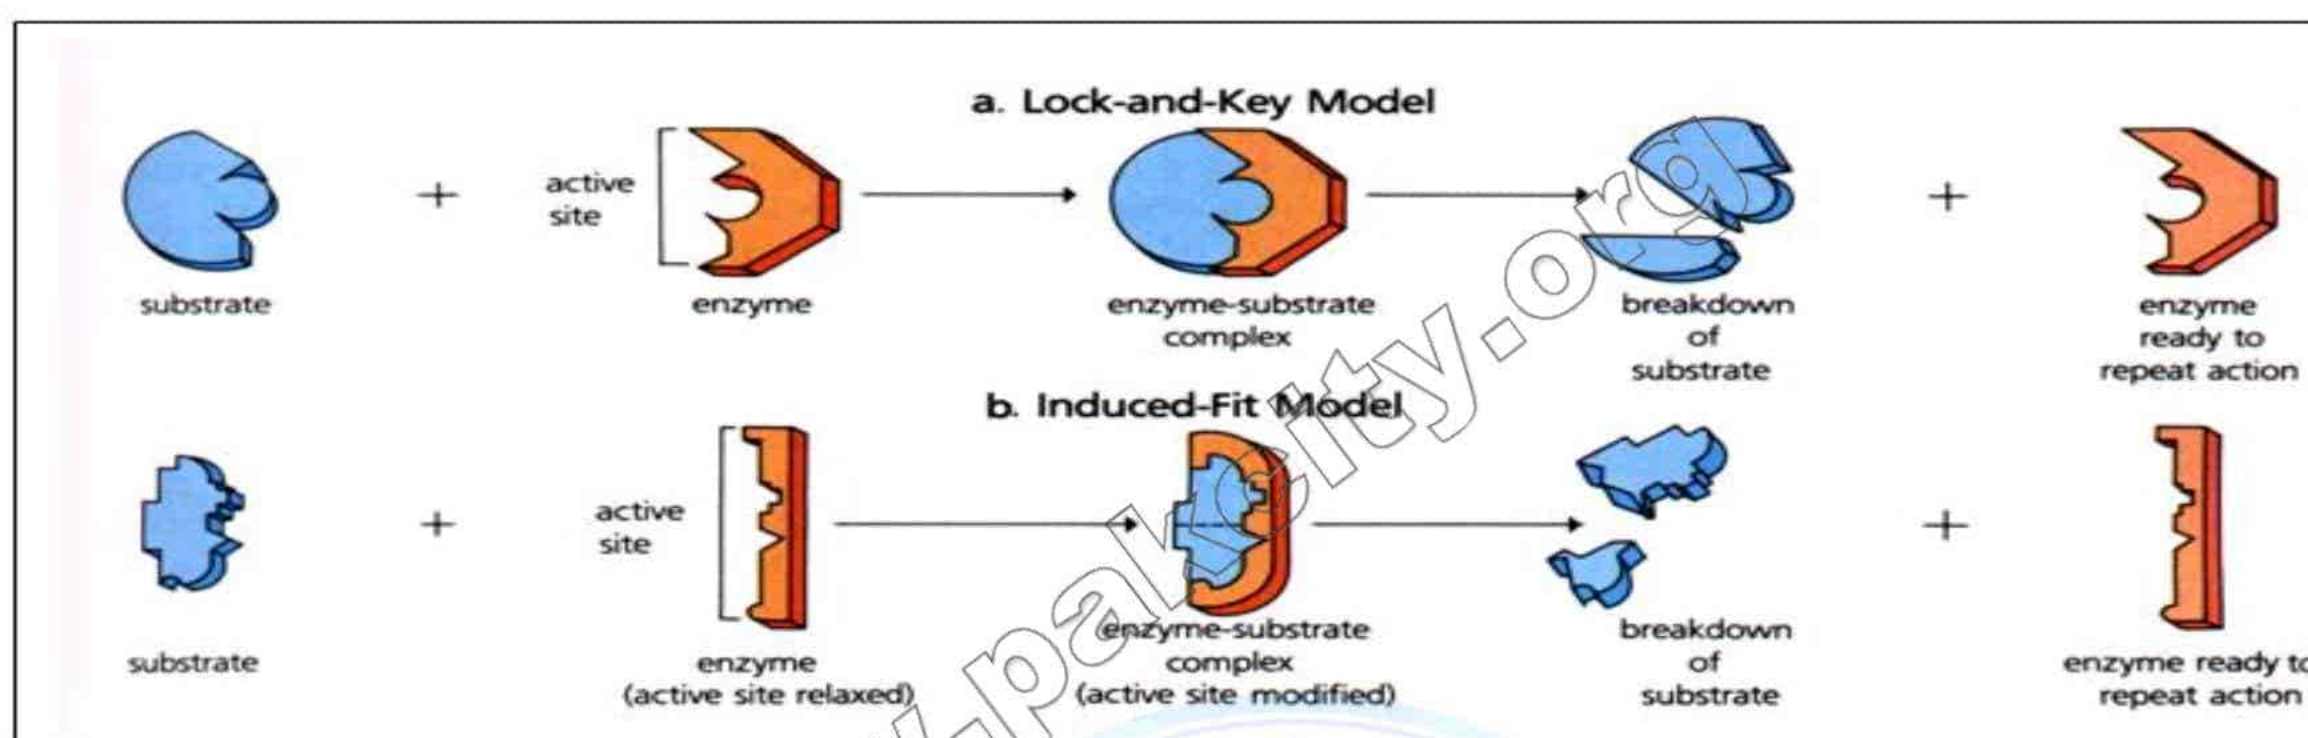 a. Lock-and-Key Model
active
site
substrate
enzyme
enzyme-substrate
complex
breakdown
of
substrate
enzyme
ready to
repeat action
b. Induced-Fit Model
active
site
substrate
enzyme
(active site relaxed)
enzyme-substrate
complex
(active site modified)
breakdown
of
substrate
enzyme ready to
repeat action
pakcity.org